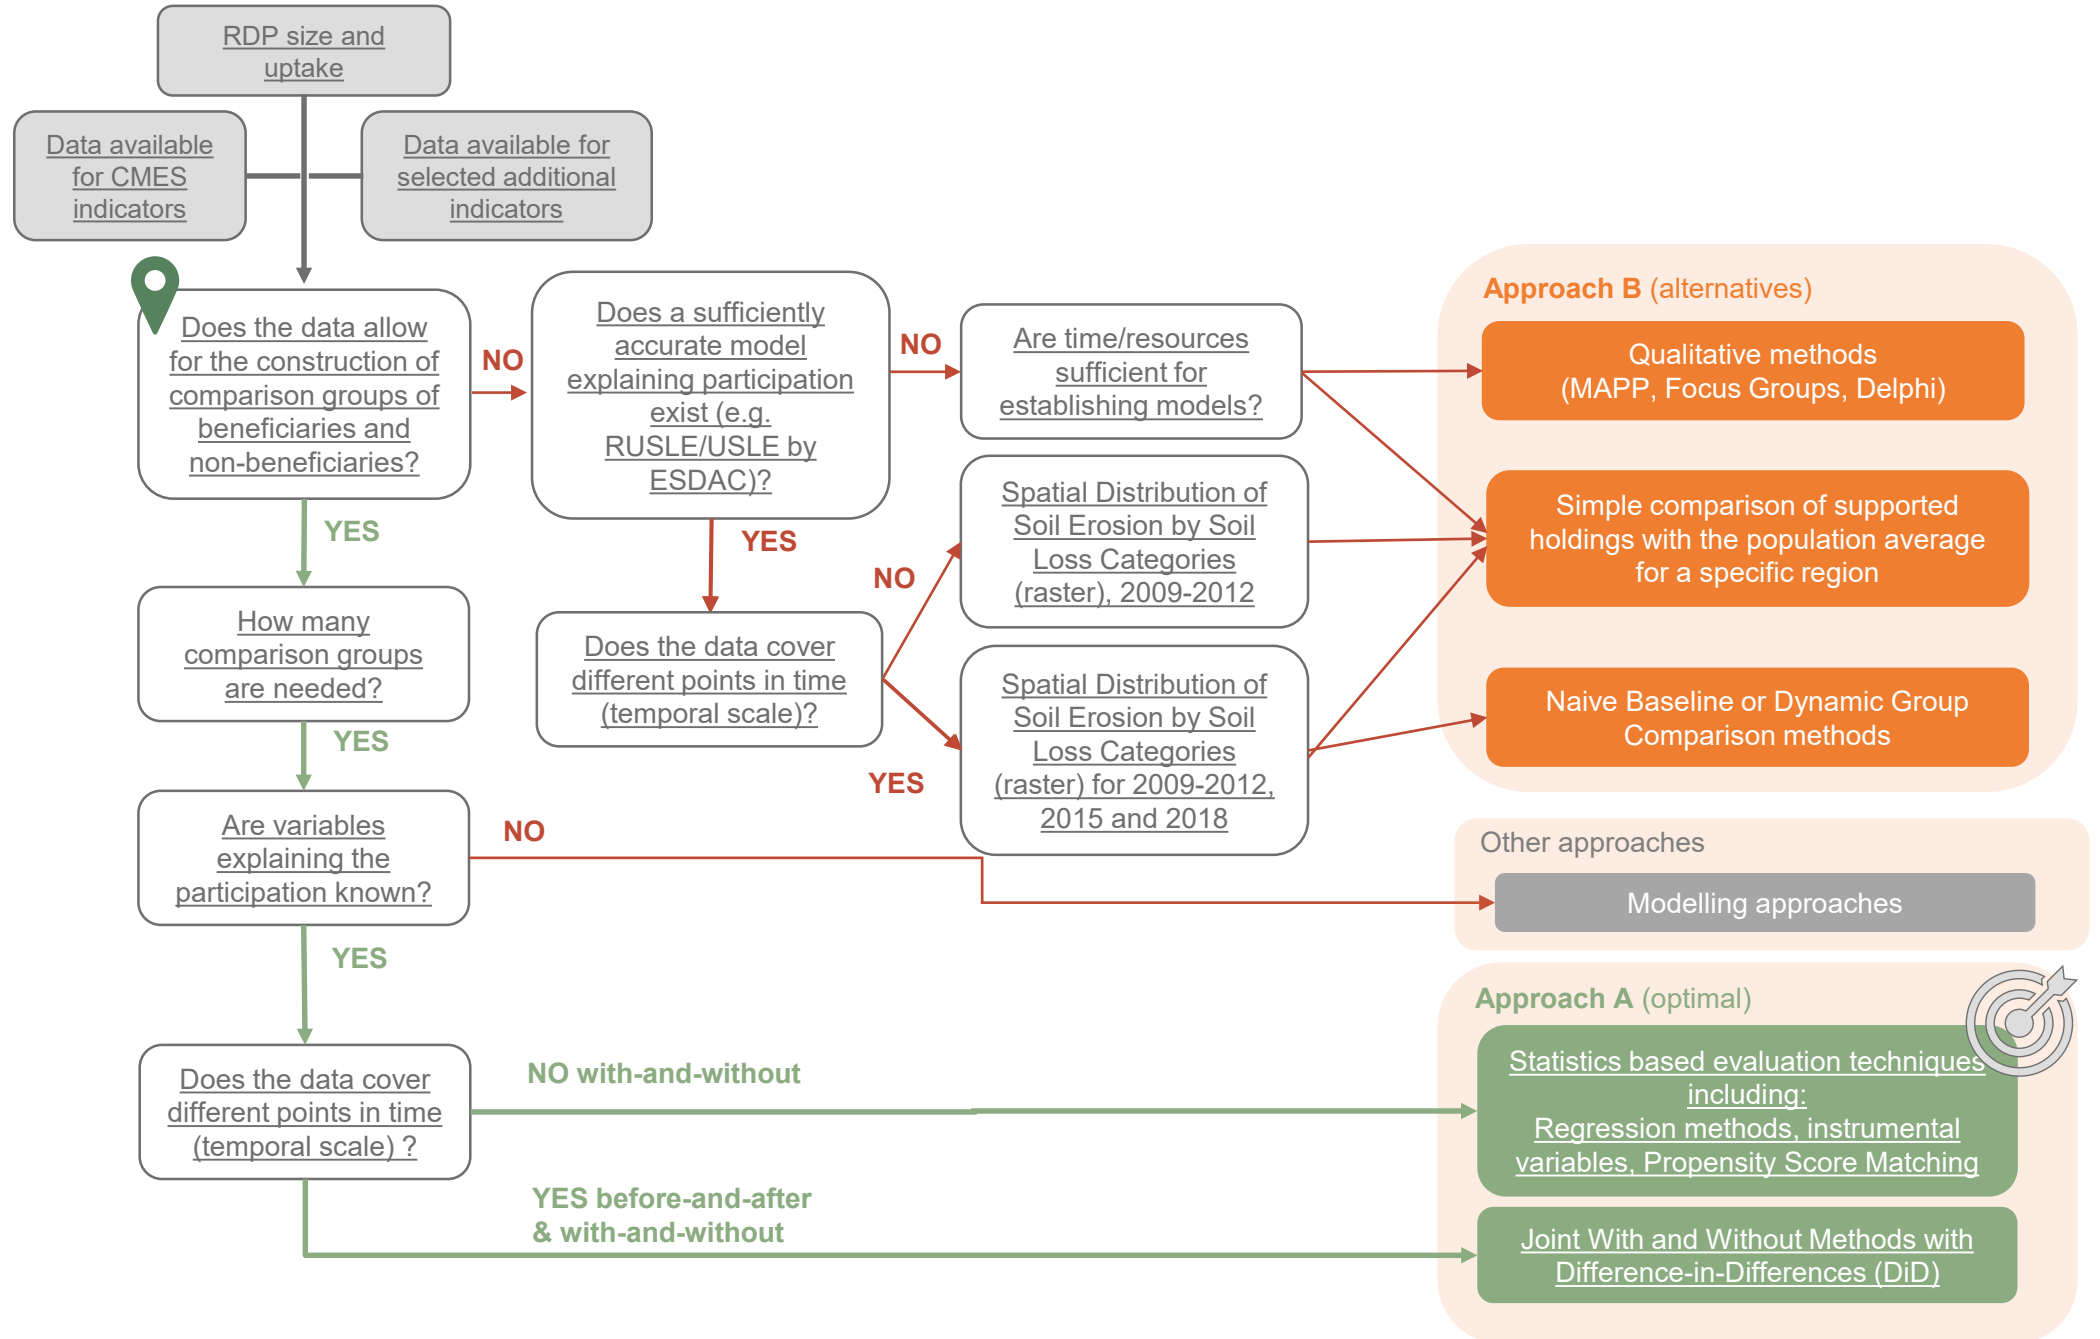 RDP size and
uptake
Data available
for CMES
indicators
Data available for
selected additional
indicators
Does the data allow
for the construction of
comparison groups of
beneficiaries and
non-beneficiaries?
NO
Does a sufficiently
accurate model
explaining participation
exist (e.g.
RUSLE/USLE by
ESDAC)?
NO
Are time/resources
sufficient for
establishing models?
Approach B (alternatives)
Qualitative methods
(MAPP, Focus Groups, Delphi)
YES
YES
NO
Spatial Distribution of
Soil Erosion by Soil
Loss Categories
(raster), 2009-2012
Simple comparison of supported
holdings with the population average
for a specific region
How many
comparison groups
are needed?
Does the data cover
different points in time
(temporal scale)?
YES
YES
Spatial Distribution of
Soil Erosion by Soil
Loss Categories
(raster) for 2009-2012,
2015 and 2018
Naive Baseline or Dynamic Group
Comparison methods
Are variables
explaining the
participation known?
NO
Other approaches
Modelling approaches
YES
Approach A (optimal)
Does the data cover
different points in time
(temporal scale) ?
NO with-and-without
Statistics based evaluation techniques
including:
Regression methods, instrumental
variables, Propensity Score Matching
YES before-and-after
& with-and-without
Joint With and Without Methods with
Difference-in-Differences (DiD)